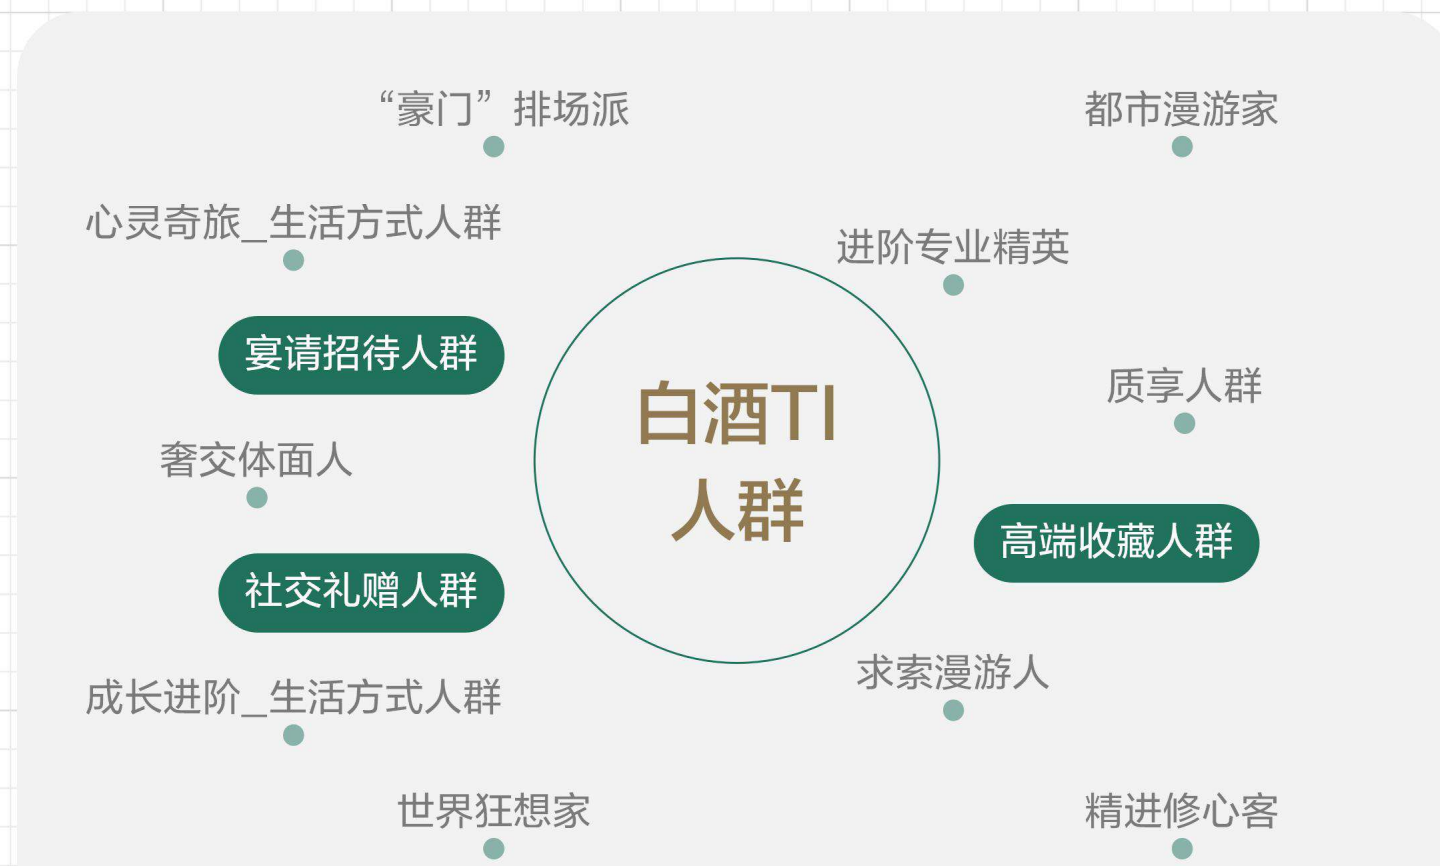 “豪门”排场派
都市漫游家
心灵奇旅_生活方式人群
进阶专业精英
宴请招待人群
质享人群
白酒TI
人群
奢交体面人
高端收藏人群
社交礼赠人群
求索漫游人
成长进阶_生活方式人群
世界狂想家
精进修心客